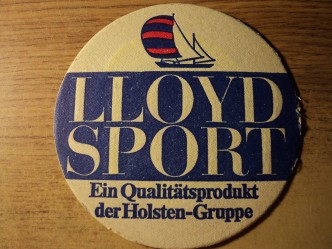 LLOYD
SPORT
Ein Qualitätsprodukt
der Holsten-Gruppe